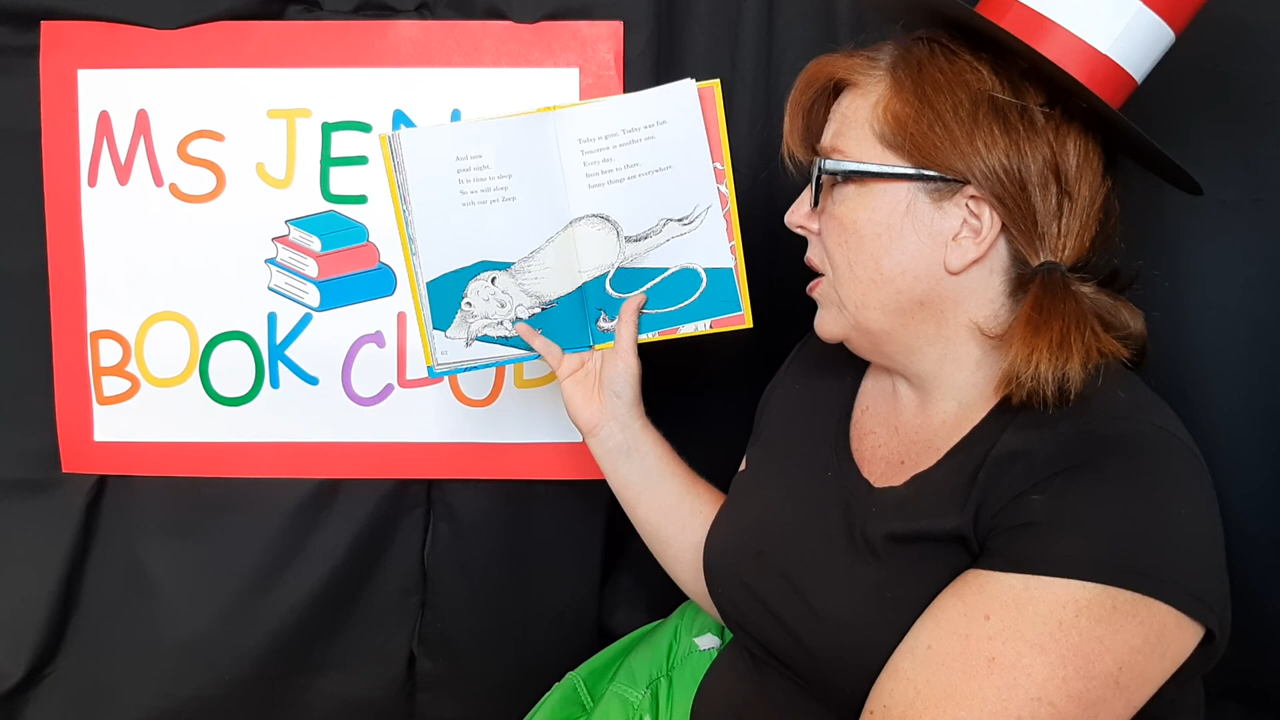 Ms JEN
BOOK CLUB
And now
good night.
It is time to sleep
So we will sleep
with our pet Zeep.
Today is gone. Today was fun.
Tomorrow is another one.
Every day,
from here to there,
funny things are everywhere.